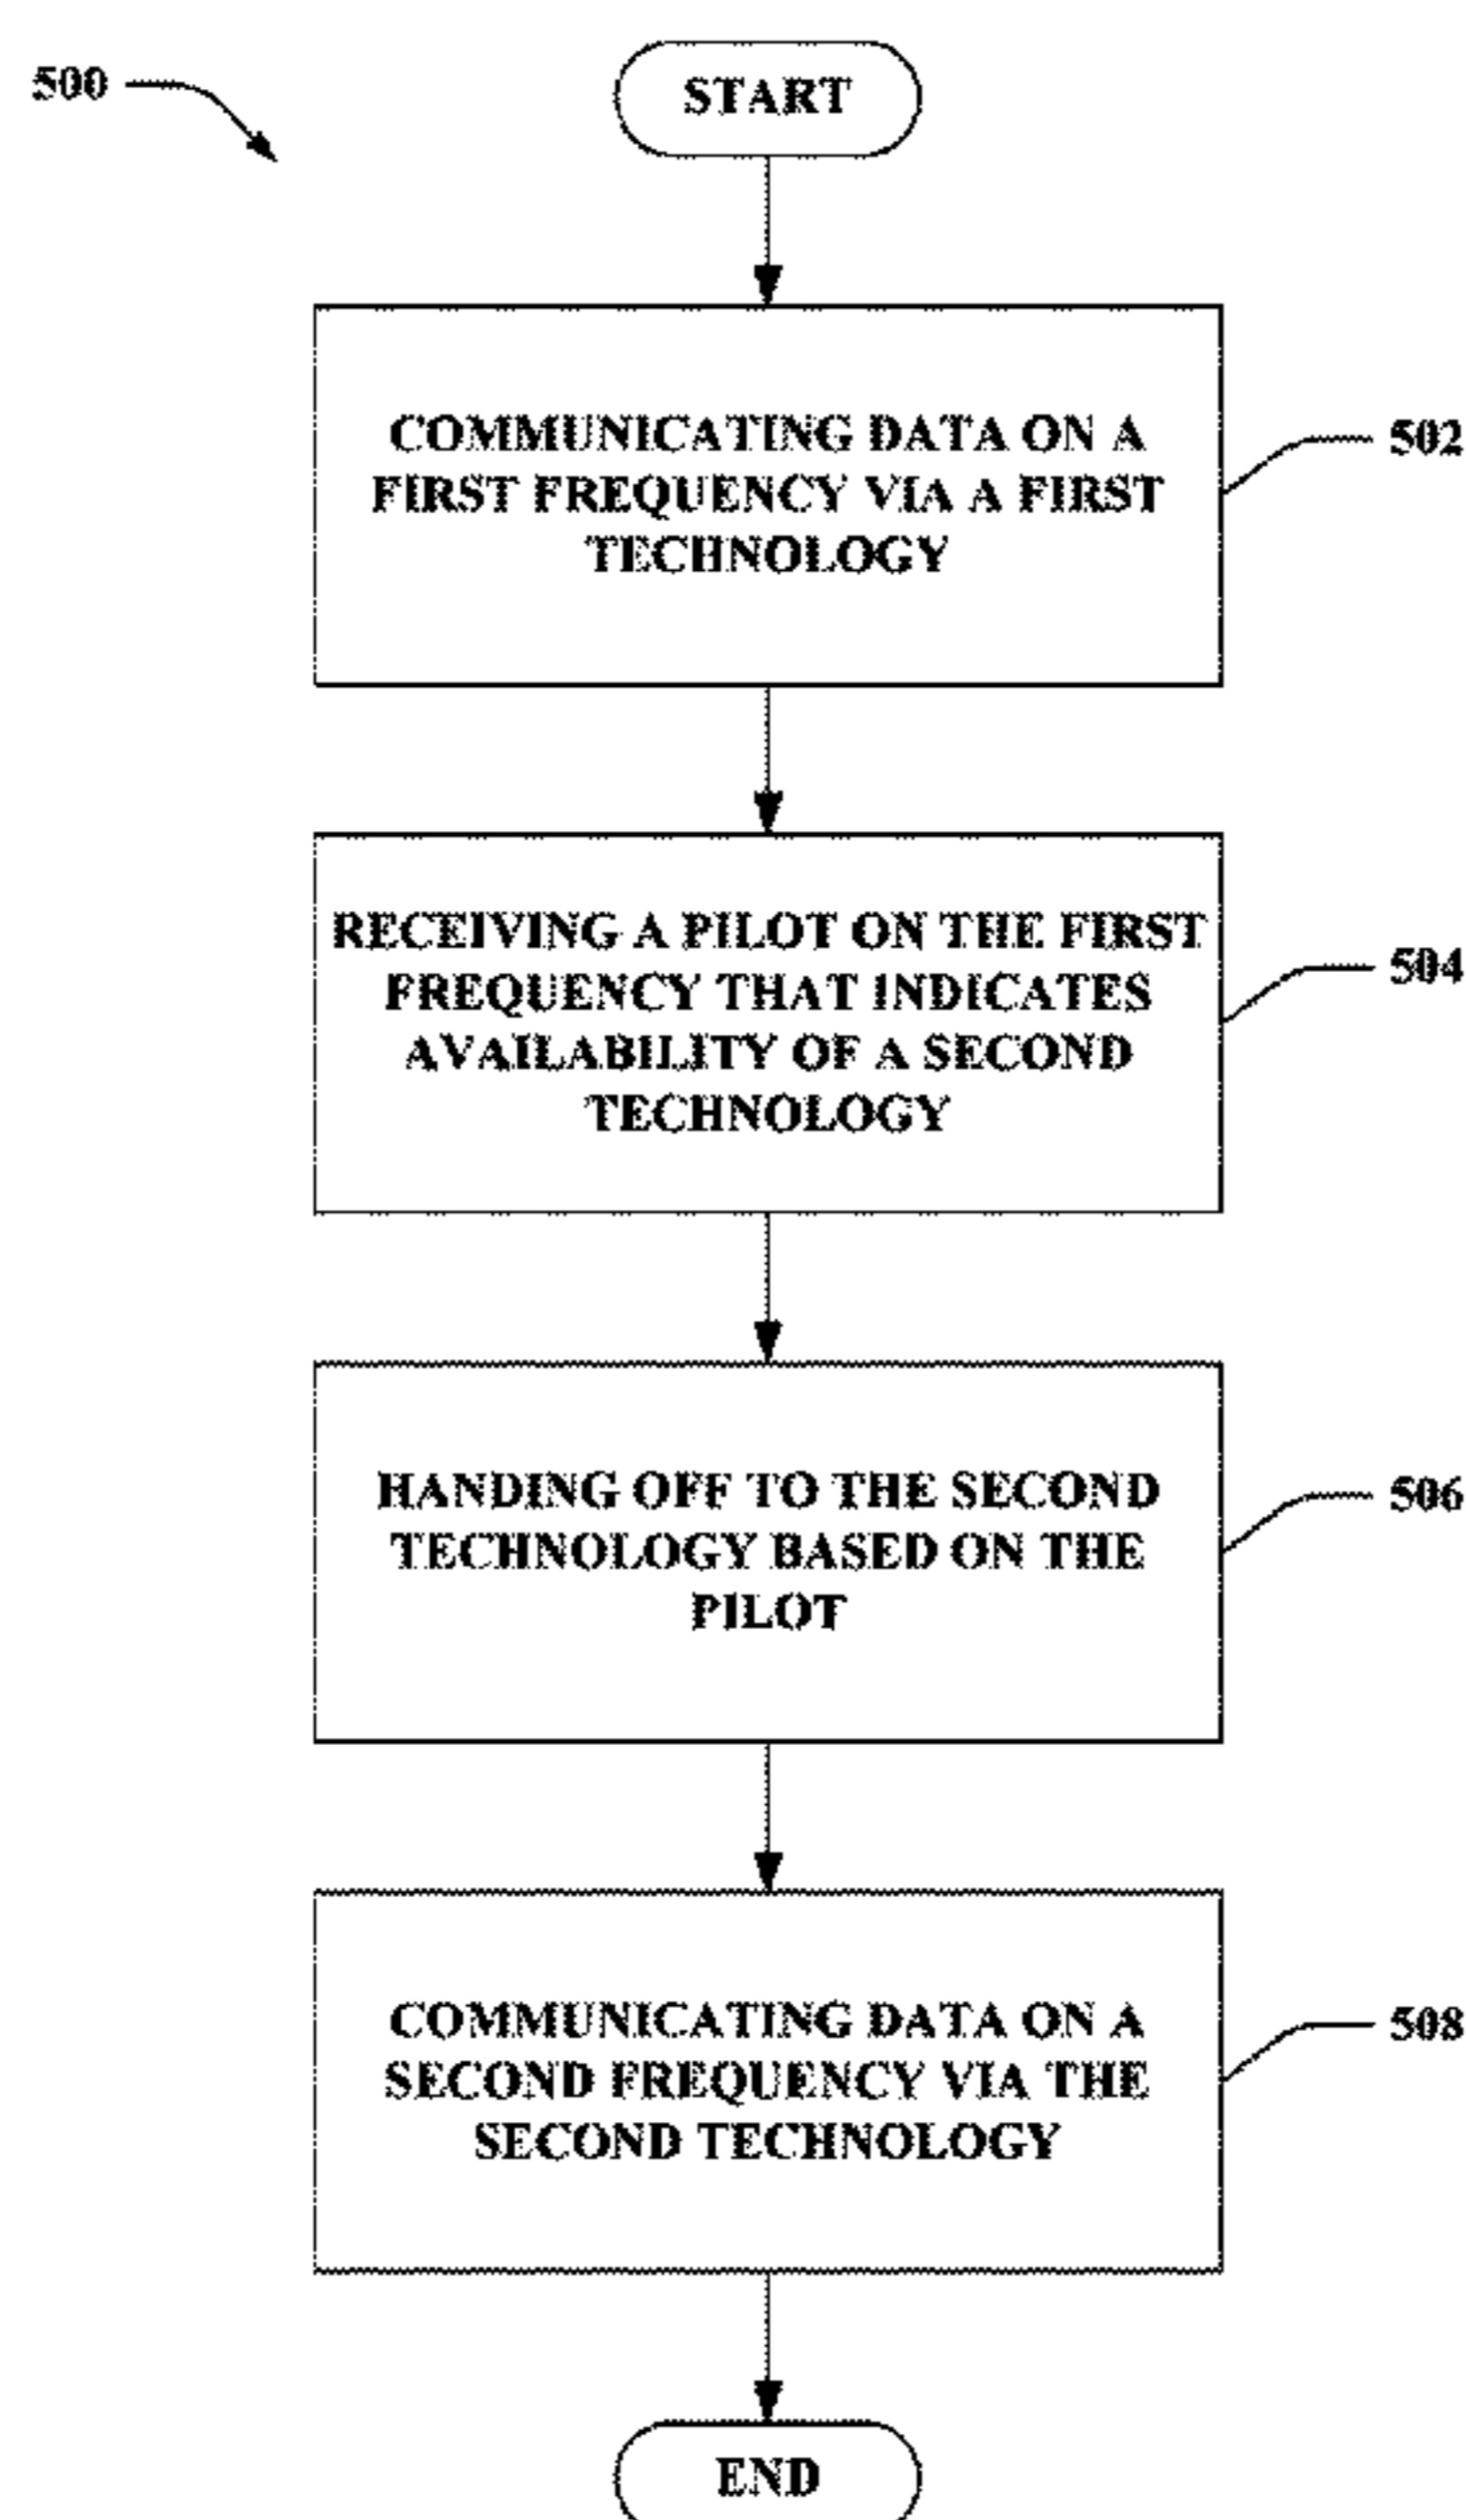 500
START
COMMUNICATING DATA ON A
FIRST FREQUENCY VIA A FIRST
TECHNOLOGY
502
RECEIVING A PILOT ON THE FIRST
FREQUENCY THAT INDICATES
AVAILABILITY OF A SECOND
TECHNOLOGY
504
HANDING OFF TO THE SECOND
TECHNOLOGY BASED ON THE
PILOT
506
COMMUNICATING DATA ON A
SECOND FREQUENCY VIA THE
SECOND TECHNOLOGY
508
END